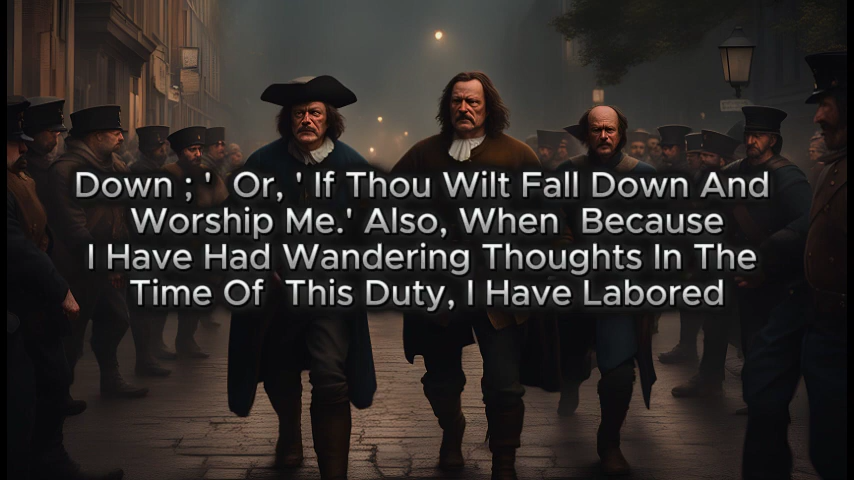 Down ; '  Or, ' If Thou Wilt Fall Down And
Worship Me.' Also, When  Because
I Have Had Wandering Thoughts In The
Time Of  This Duty, I Have Labored